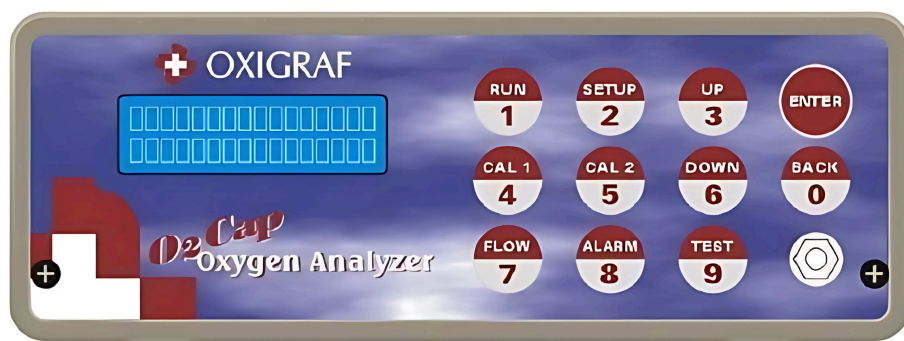 OXIGRAF
O2 Cap
Oxygen Analyzer
RUN
1
SETUP
2
UP
3
ENTER
CAL 1
4
CAL 2
5
DOWN
6
BACK
0
FLOW
7
ALARM
8
TEST
9